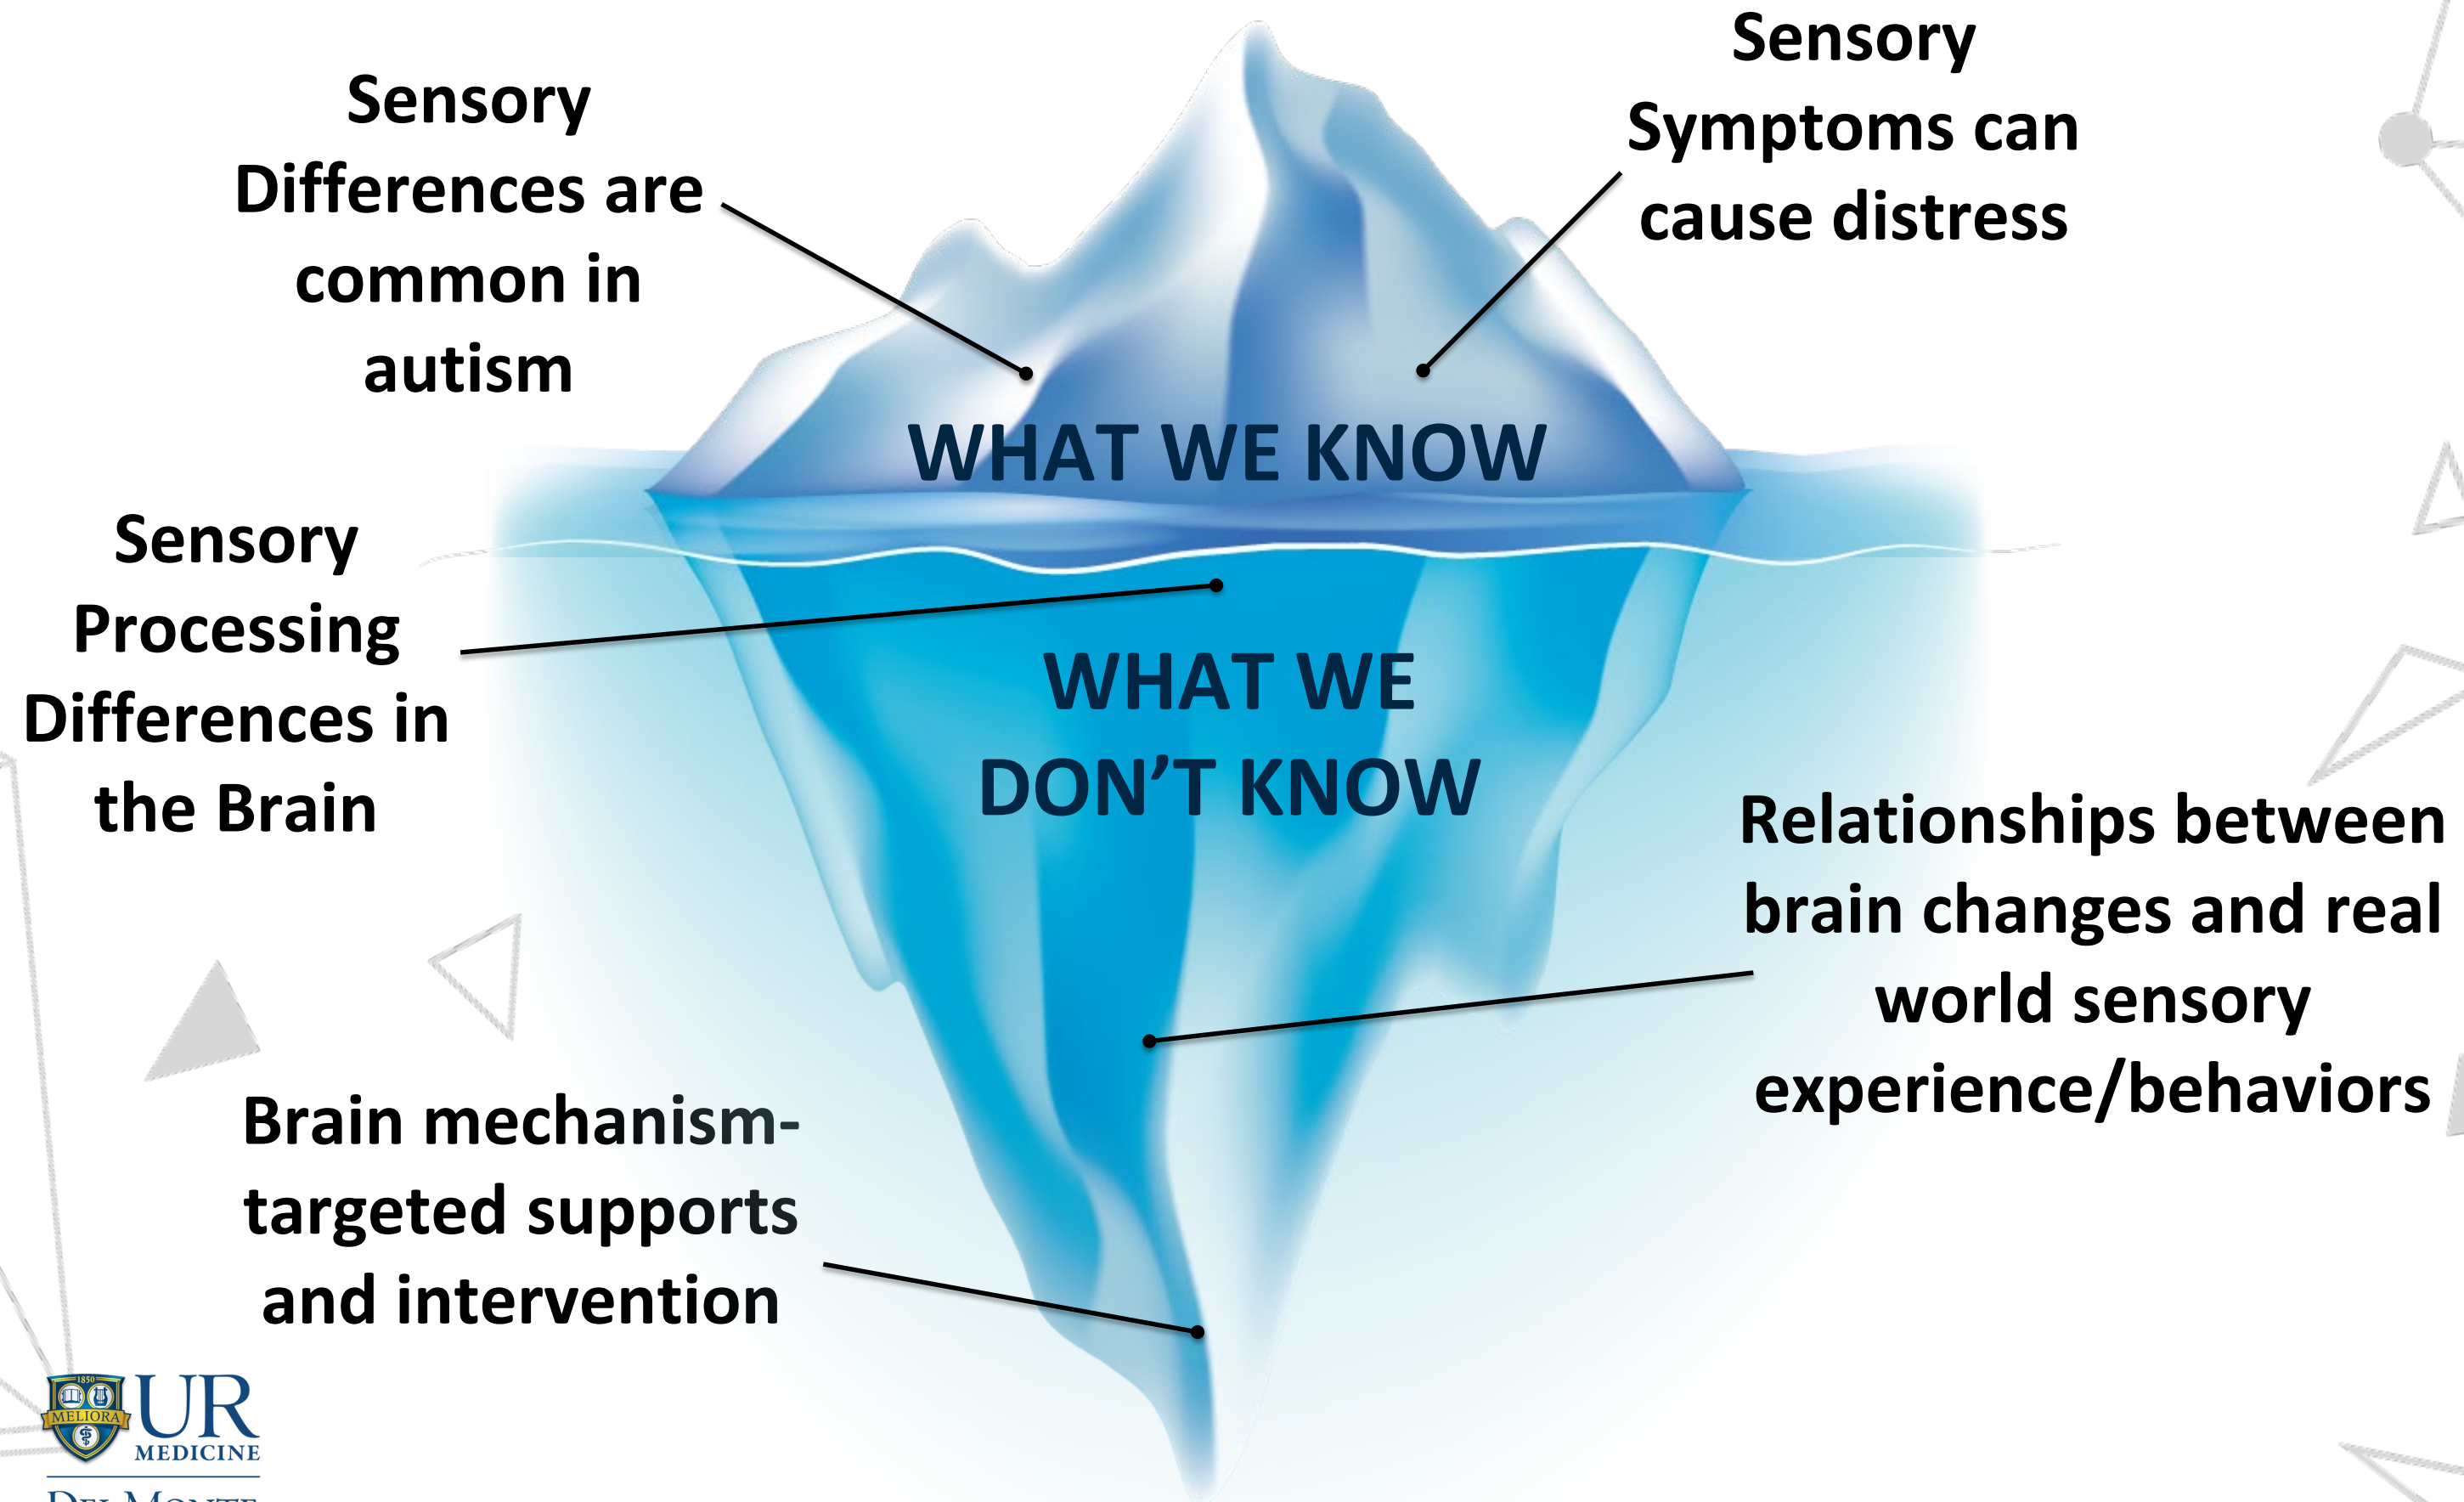 Sensory
Differences are
common in
autism
Sensory
Symptoms can
cause distress
WHAT WE KNOW
Sensory
Processing
Differences in
the Brain
WHAT WE
DON’T KNOW
Relationships between
brain changes and real
world sensory
experience/behaviors
Brain mechanism-
targeted supports
and intervention
1850
MELIORA
UR
MEDICINE
DEL MONTE